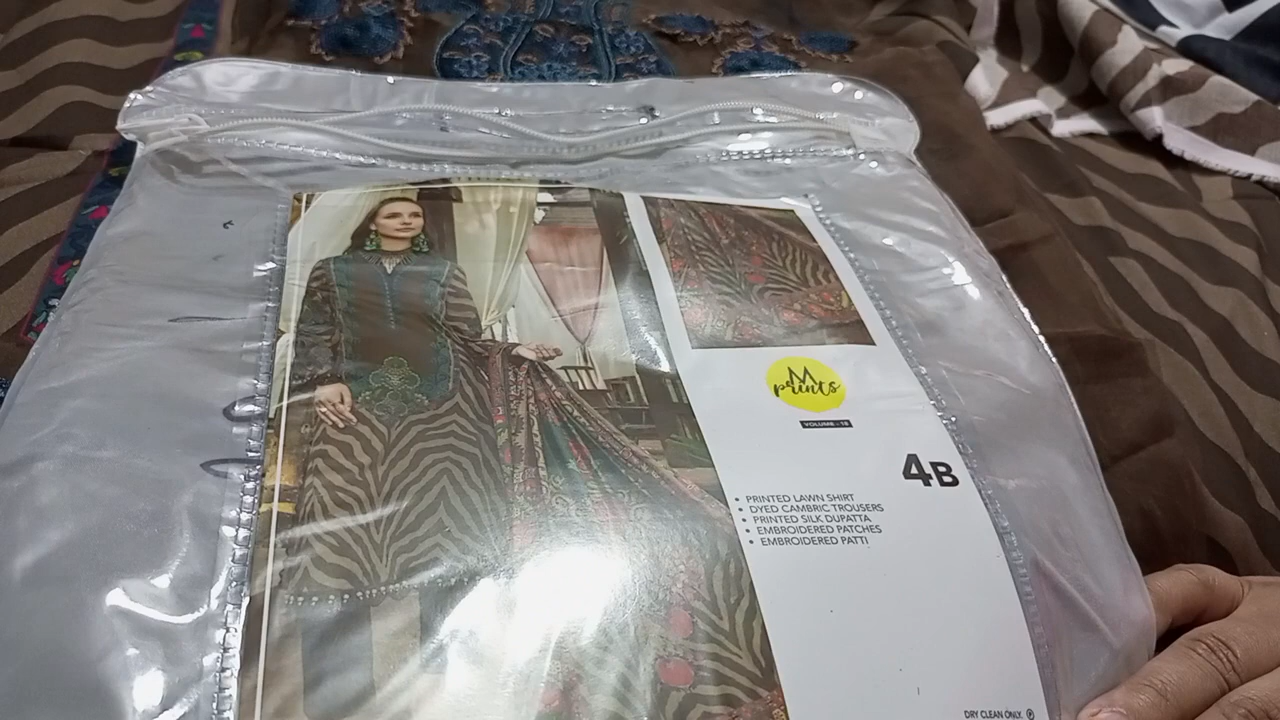 M
prints
VOLUME - 18
4B
• PRINTED LAWN SHIRT
• DYED CAMBRIC TROUSERS
• PRINTED SILK DUPATTA
• EMBROIDERED PATCHES
• EMBROIDERED PATTI
DRY CLEAN ONLY. P